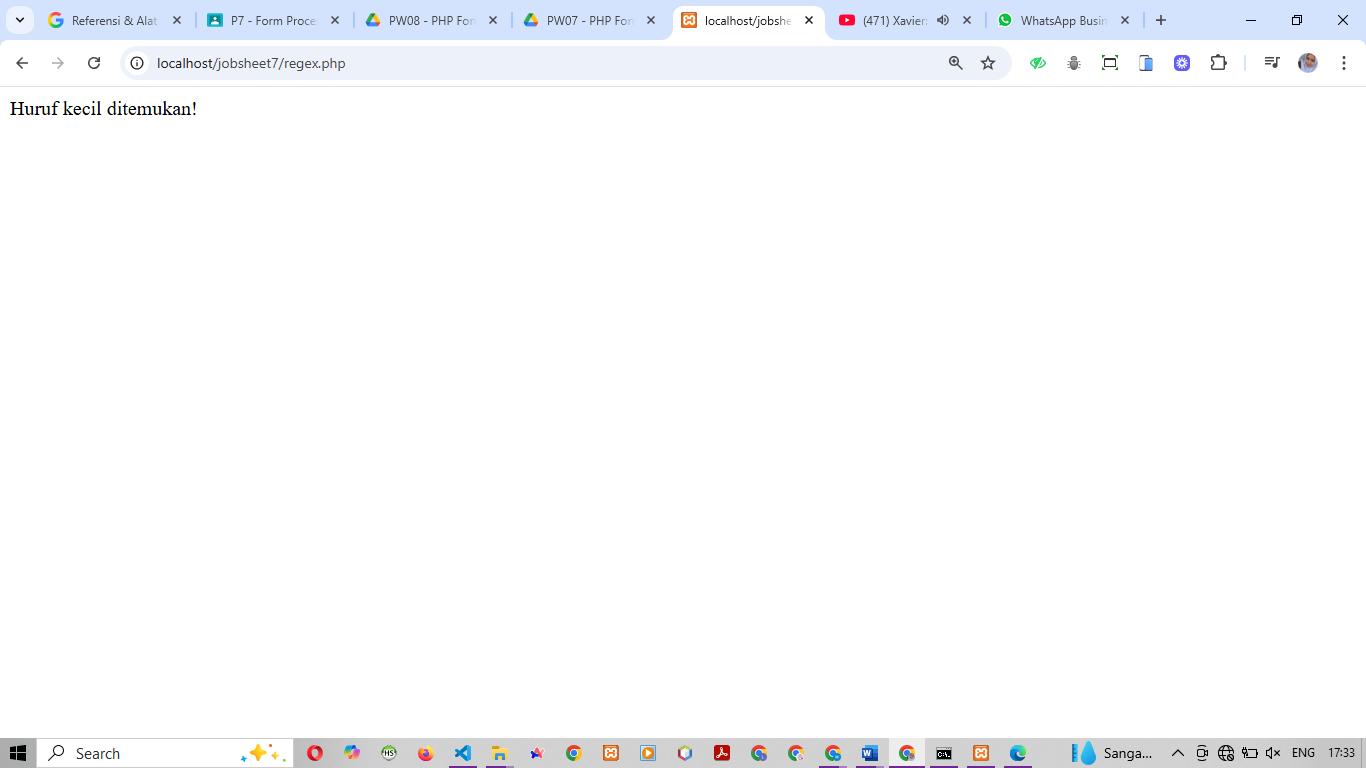 Referensi & Alat
P7 - Form Proce
PW08 - PHP For
PW07 - PHP For
localhost/jobshe
(471) Xavier:
WhatsApp Busin
localhost/jobsheet7/regex.php
Huruf kecil ditemukan!
Search
HS
Sanga...
ENG
17:33